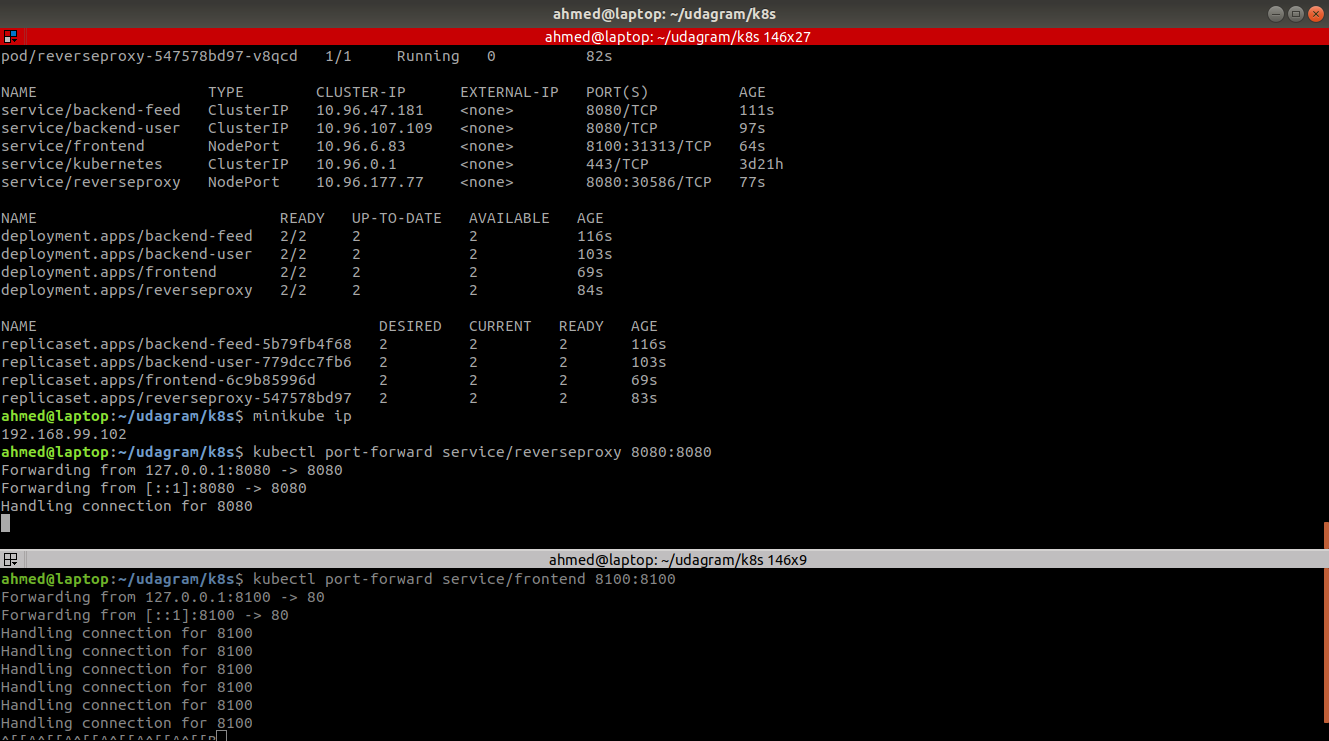 ahmed@laptop: ~/udagram/k8s
ahmed@laptop: ~/udagram/k8s 146x27
pod/reverseproxy-547578bd97-v8qcd   1/1     Running   0          82s
NAME                   TYPE        CLUSTER-IP      EXTERNAL-IP   PORT(S)          AGE
service/backend-feed   ClusterIP   10.96.47.181    <none>        8080/TCP         111s
service/backend-user   ClusterIP   10.96.107.109   <none>        8080/TCP         97s
service/frontend       NodePort    10.96.6.83      <none>        8100:31313/TCP   64s
service/kubernetes     ClusterIP   10.96.0.1       <none>        443/TCP          3d21h
service/reverseproxy   NodePort    10.96.177.77    <none>        8080:30586/TCP   77s
NAME                           READY   UP-TO-DATE   AVAILABLE   AGE
deployment.apps/backend-feed   2/2     2            2           116s
deployment.apps/backend-user   2/2     2            2           103s
deployment.apps/frontend       2/2     2            2           69s
deployment.apps/reverseproxy   2/2     2            2           84s
NAME                                      DESIRED   CURRENT   READY   AGE
replicaset.apps/backend-feed-5b79fb4f68   2         2         2       116s
replicaset.apps/backend-user-779dcc7fb6   2         2         2       103s
replicaset.apps/frontend-6c9b85996d       2         2         2       69s
replicaset.apps/reverseproxy-547578bd97   2         2         2       83s
ahmed@laptop:~/udagram/k8s$ minikube ip
192.168.99.102
ahmed@laptop:~/udagram/k8s$ kubectl port-forward service/reverseproxy 8080:8080
Forwarding from 127.0.0.1:8080 -> 8080
Forwarding from [::1]:8080 -> 8080
Handling connection for 8080
ahmed@laptop: ~/udagram/k8s 146x9
ahmed@laptop:~/udagram/k8s$ kubectl port-forward service/frontend 8100:8100
Forwarding from 127.0.0.1:8100 -> 80
Forwarding from [::1]:8100 -> 80
Handling connection for 8100
Handling connection for 8100
Handling connection for 8100
Handling connection for 8100
Handling connection for 8100
Handling connection for 8100